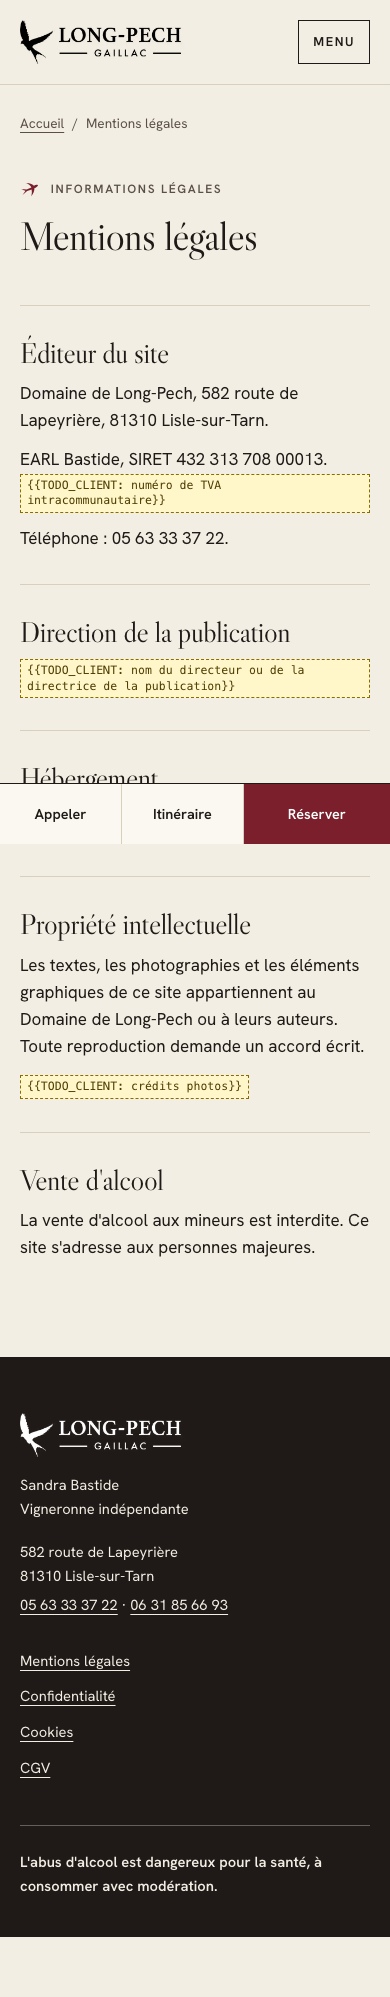 LONG-PECH
GAILLAC
MENU
Accueil / Mentions légales
INFORMATIONS LÉGALES
Mentions légales
Éditeur du site
Domaine de Long-Pech, 582 route de
Lapeyrière, 81310 Lisle-sur-Tarn.
EARL Bastide, SIRET 432 313 708 00013.
{{TODO_CLIENT: numéro de TVA
intracommunautaire}}
Téléphone : 05 63 33 37 22.
Direction de la publication
{{TODO_CLIENT: nom du directeur ou de la
directrice de la publication}}
Hébergement
Appeler
Itinéraire
Réserver
Propriété intellectuelle
Les textes, les photographies et les éléments
graphiques de ce site appartiennent au
Domaine de Long-Pech ou à leurs auteurs.
Toute reproduction demande un accord écrit.
{{TODO_CLIENT: crédits photos}}
Vente d'alcool
La vente d'alcool aux mineurs est interdite. Ce
site s'adresse aux personnes majeures.
LONG-PECH
GAILLAC
Sandra Bastide
Vigneronne indépendante
582 route de Lapeyrière
81310 Lisle-sur-Tarn
05 63 33 37 22 · 06 31 85 66 93
Mentions légales
Confidentialité
Cookies
CGV
L'abus d'alcool est dangereux pour la santé, à
consommer avec modération.